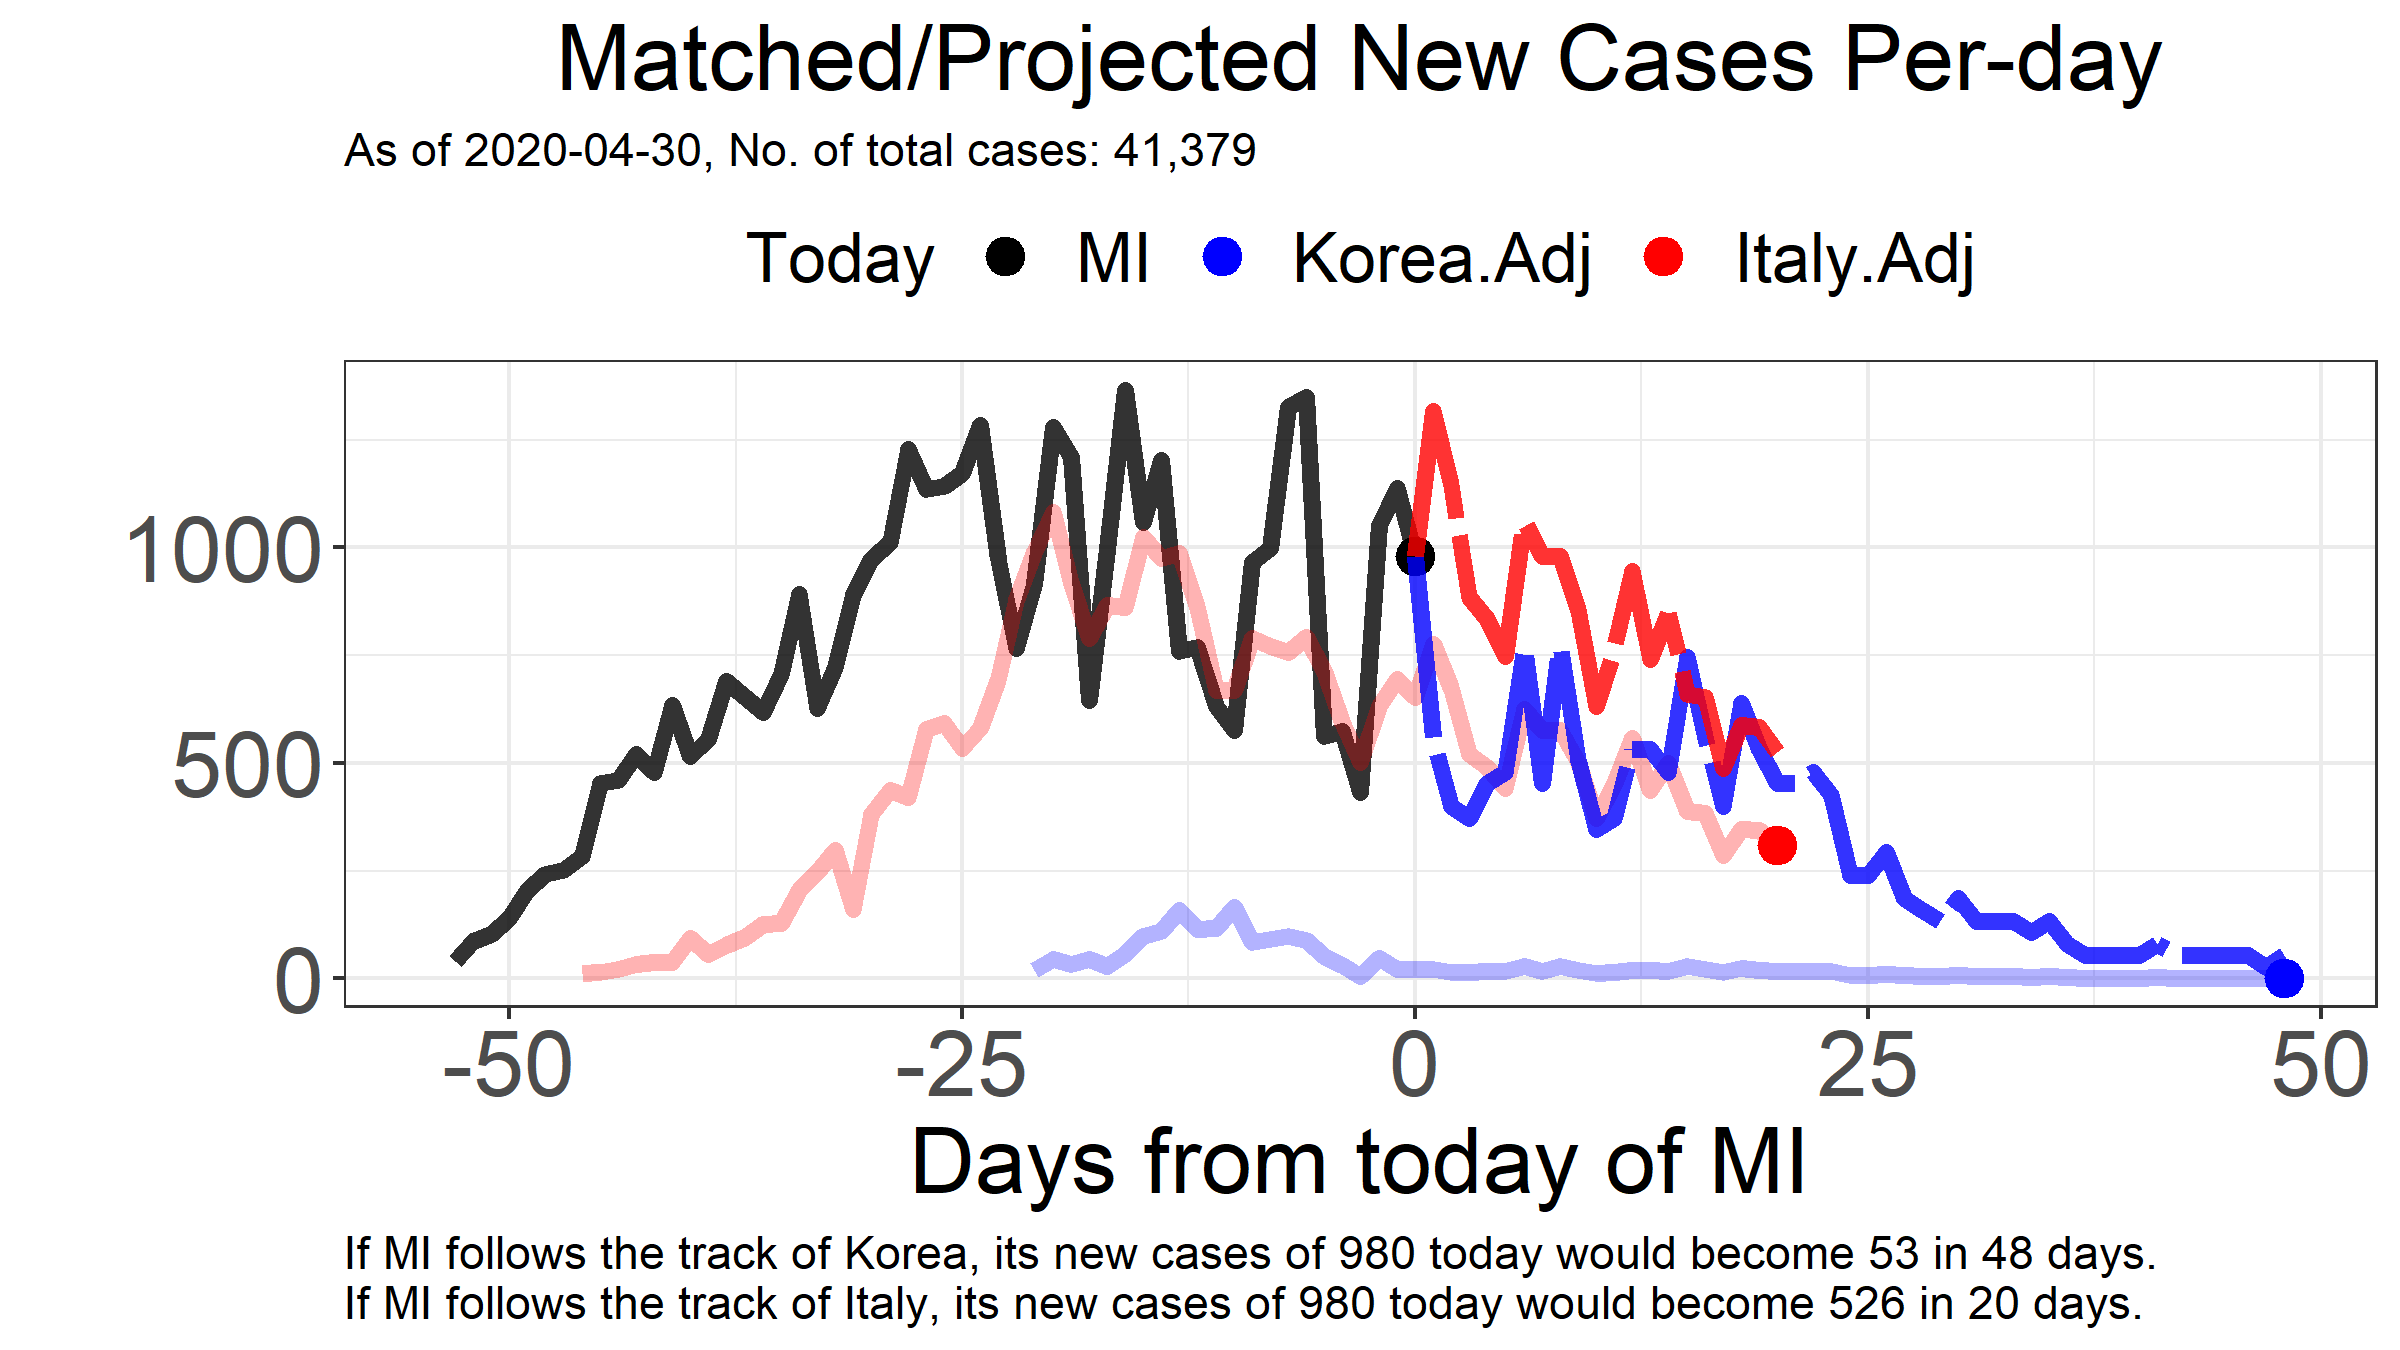 Matched/Projected New Cases Per-day
As of 2020-04-30, No. of total cases: 41,379
Today MI Korea.Adj Italy.Adj
1000
500
0
-50 -25 0 25 50
Days from today of MI
If MI follows the track of Korea, its new cases of 980 today would become 53 in 48 days.
If MI follows the track of Italy, its new cases of 980 today would become 526 in 20 days.